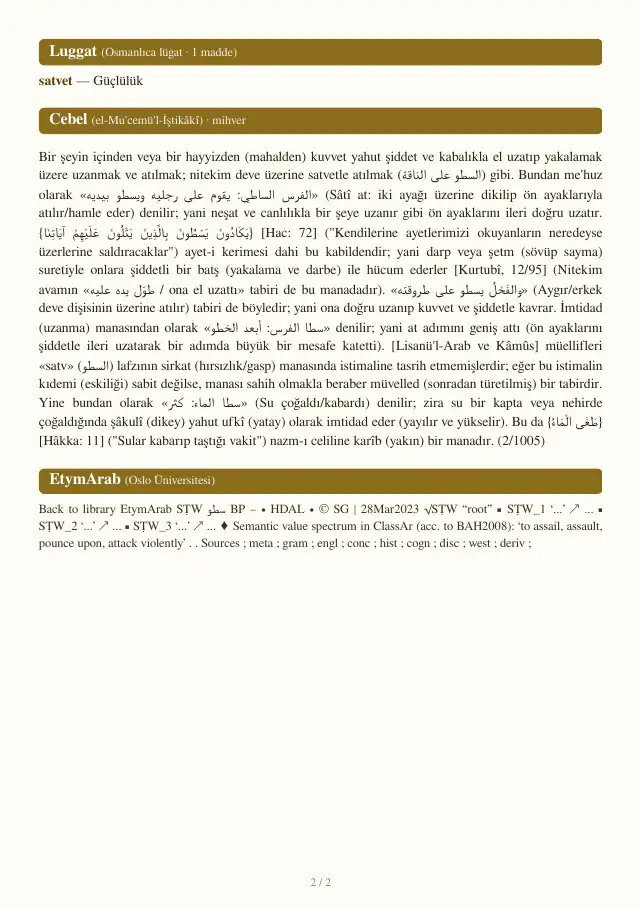 Luggat (Osmanlıca lügat · 1 madde)
satvet — Güçlülük
Cebel (el-Mu'cemü'l-İştikâkî) · mihver
Bir şeyin içinden veya bir hayyizden (mahalden) kuvvet yahut şiddet ve kabalıkla el uzatıp yakalamak
üzere uzanmak ve atılmak; nitekim deve üzerine satvetle atılmak (السطو على الناقة) gibi. Bundan me'huz
olarak «الفرس الساطي: يقوم على رجليه ويسطو بيديه» (Sâtî at: iki ayağı üzerine dikilip ön ayaklarıyla
atılır/hamle eder) denilir; yani neşat ve canlılıkla bir şeye uzanır gibi ön ayaklarını ileri doğru uzatır.
{يَكَادُونَ يَسْطُونَ بِالَّذِينَ يَتْلُونَ عَلَيْهِمْ آيَاتِنَا} [Hac: 72] ("Kendilerine ayetlerimizi okuyanların neredeyse
üzerlerine saldıracaklar") ayet-i kerimesi dahi bu kabildendir; yani darp veya şetm (sövüp sayma)
suretiyle onlara şiddetli bir batş (yakalama ve darbe) ile hücum ederler [Kurtubî, 12/95] (Nitekim
avamın «طوّل يده عليه / ona el uzattı» tabiri de bu manadadır). «والفَحْلُ يسطو على طروقته» (Aygır/erkek
deve dişisinin üzerine atılır) tabiri de böyledir; yani ona doğru uzanıp kuvvet ve şiddetle kavrar. İmtidad
(uzanma) manasından olarak «سطا الفرس: أبعد الخطو» denilir; yani at adımını geniş attı (ön ayaklarını
şiddetle ileri uzatarak bir adımda büyük bir mesafe katetti). [Lisanü'l-Arab ve Kâmûs] müellifleri
«satv» (السطو) lafzının sirkat (hırsızlık/gasp) manasında istimaline tasrih etmemişlerdir; eğer bu istimalin
kıdemi (eskiliği) sabit değilse, manası sahih olmakla beraber müvelled (sonradan türetilmiş) bir tabirdir.
Yine bundan olarak «سطا الماء: كثر» (Su çoğaldı/kabardı) denilir; zira su bir kapta veya nehirde
çoğaldığında şâkulî (dikey) yahut ufkî (yatay) olarak imtidad eder (yayılır ve yükselir). Bu da {طَغَى الْمَاءُ}
[Hâkka: 11] ("Sular kabarıp taştığı vakit") nazm-ı celiline karîb (yakın) bir manadır. (2/1005)
EtymArab (Oslo Üniversitesi)
Back to library EtymArab SṬW سطو BP – • HDAL • © SG | 28Mar2023 √SṬW “root” ▪ SṬW_1 ‘...’ ↗ ... ▪
SṬW_2 ‘...’ ↗ ... ▪ SṬW_3 ‘...’ ↗ ... ♦ Semantic value spectrum in ClassAr (acc. to BAH2008): ‘to assail, assault,
pounce upon, attack violently’ . . Sources ; meta ; gram ; engl ; conc ; hist ; cogn ; disc ; west ; deriv ;
2 / 2